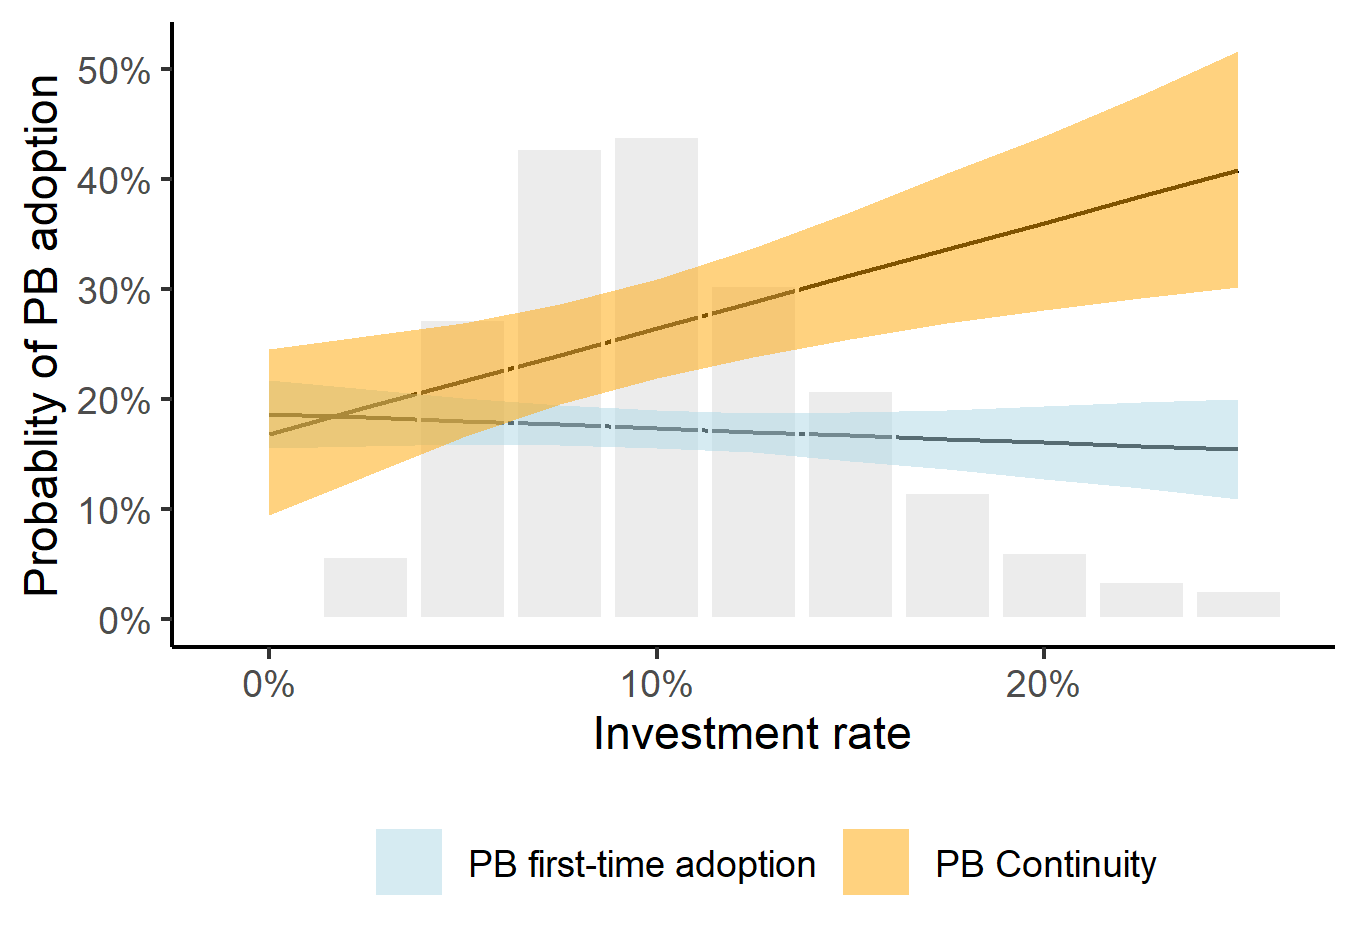 Probablity of PB adoption
50%
40%
30%
20%
10%
0%
0% 10% 20%
Investment rate
PB first-time adoption PB Continuity